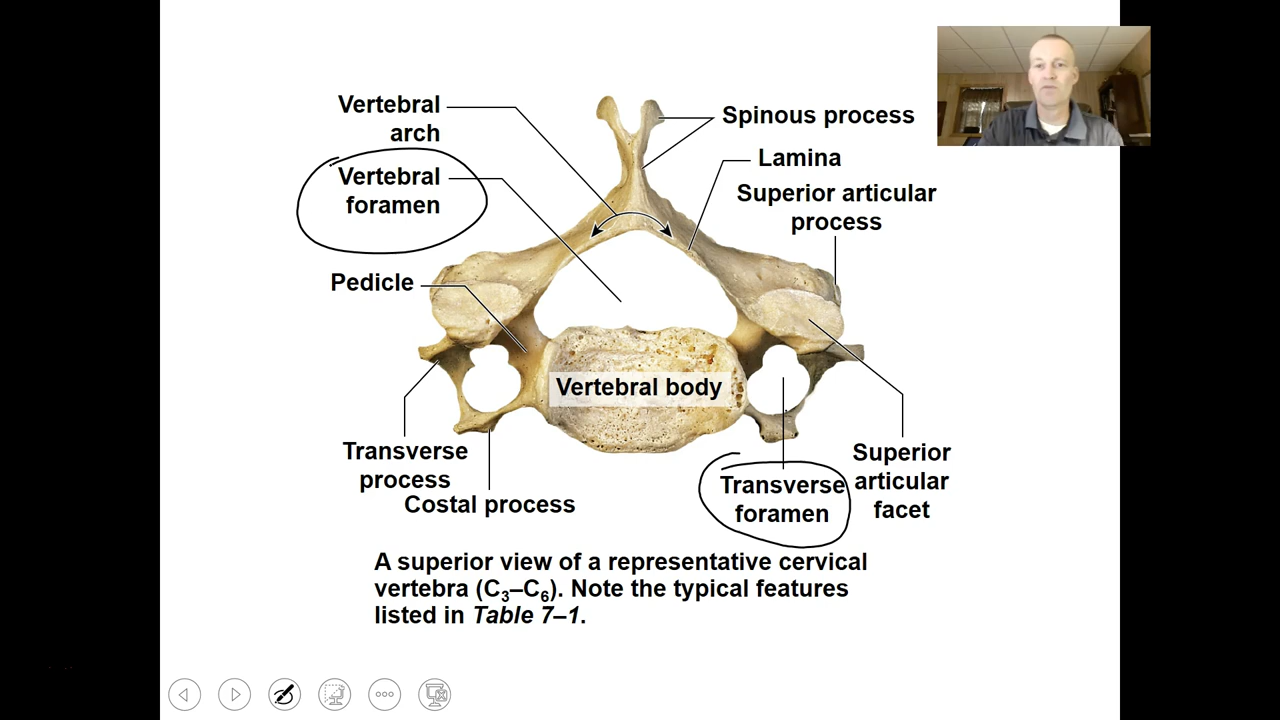 Vertebral
arch
Vertebral
foramen
Pedicle
Spinous process
Lamina
Superior articular
process
Vertebral body
Transverse
process
Costal process
Transverse
foramen
Superior
articular
facet
A superior view of a representative cervical
vertebra (C₃–C₆). Note the typical features
listed in Table 7–1.